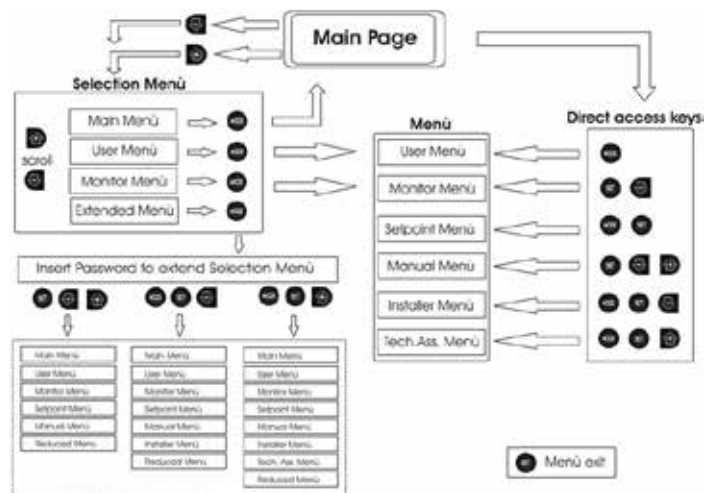 Main Page
Selection Menù
Main Menù
User Menù
Monitor Menù
Extended Menù
scroll
MODE
MODE
MODE
MODE
Menù
User Menù
Monitor Menù
Setpoint Menù
Manual Menù
Installer Menù
Tech.Ass. Menù
Direct access keys
MODE
SET
MODE SET
SET
MODE SET
MODE SET
Insert Password to extend Selection Menù
SET
MODE SET
MODE SET
Main Menù
User Menù
Monitor Menù
Setpoint Menù
Manual Menù
Reduced Menù
Main Menù
User Menù
Monitor Menù
Setpoint Menù
Manual Menù
Installer Menù
Reduced Menù
Main Menù
User Menù
Monitor Menù
Setpoint Menù
Manual Menù
Installer Menù
Tech. Ass. Menù
Reduced Menù
SET Menù exit